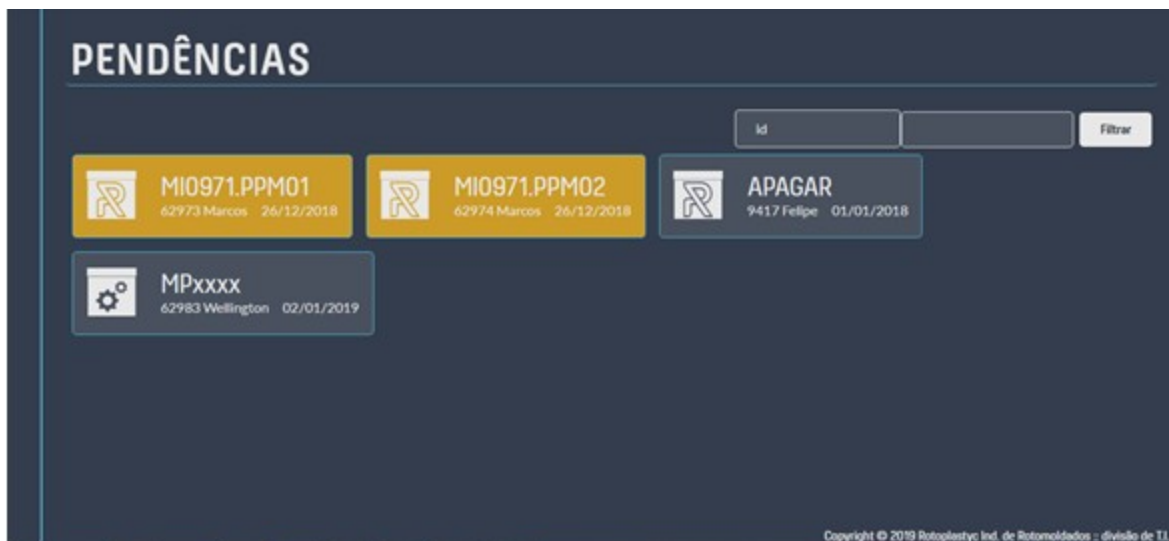 PENDÊNCIAS
Id
Filtrar
MI0971.PPM01
62973 Marcos 26/12/2018
MI0971.PPM02
62974 Marcos 26/12/2018
APAGAR
9417 Felipe 01/01/2018
MPxxxx
62983 Wellington 02/01/2019
Copyright © 2019 Rotoplastyc Ind. de Rotomoldados :: divisão de T.I.